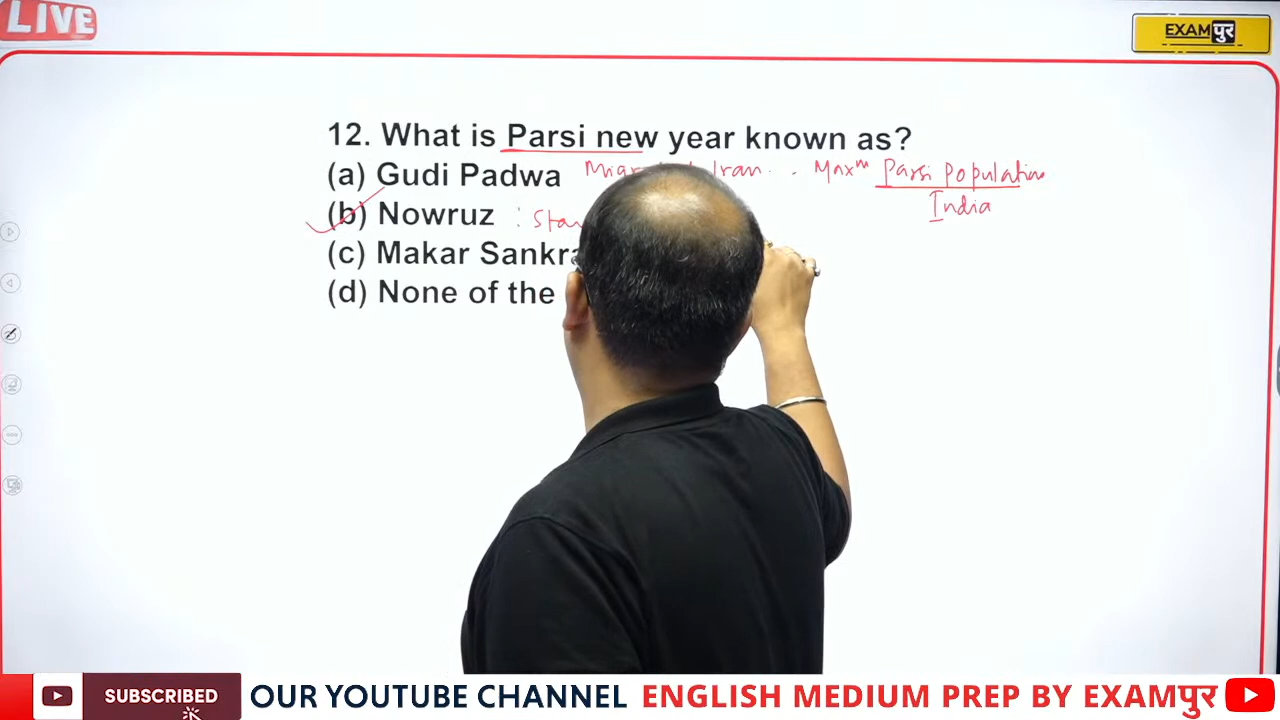 LIVE
EXAMपुर
12. What is Parsi new year known as?
(a) Gudi Padwa Iran. Maxm Parsi Population
India
(b) Nowruz :
(c) Makar
(d) None of the
SUBSCRIBED OUR YOUTUBE CHANNEL ENGLISH MEDIUM PREP BY EXAMपुर